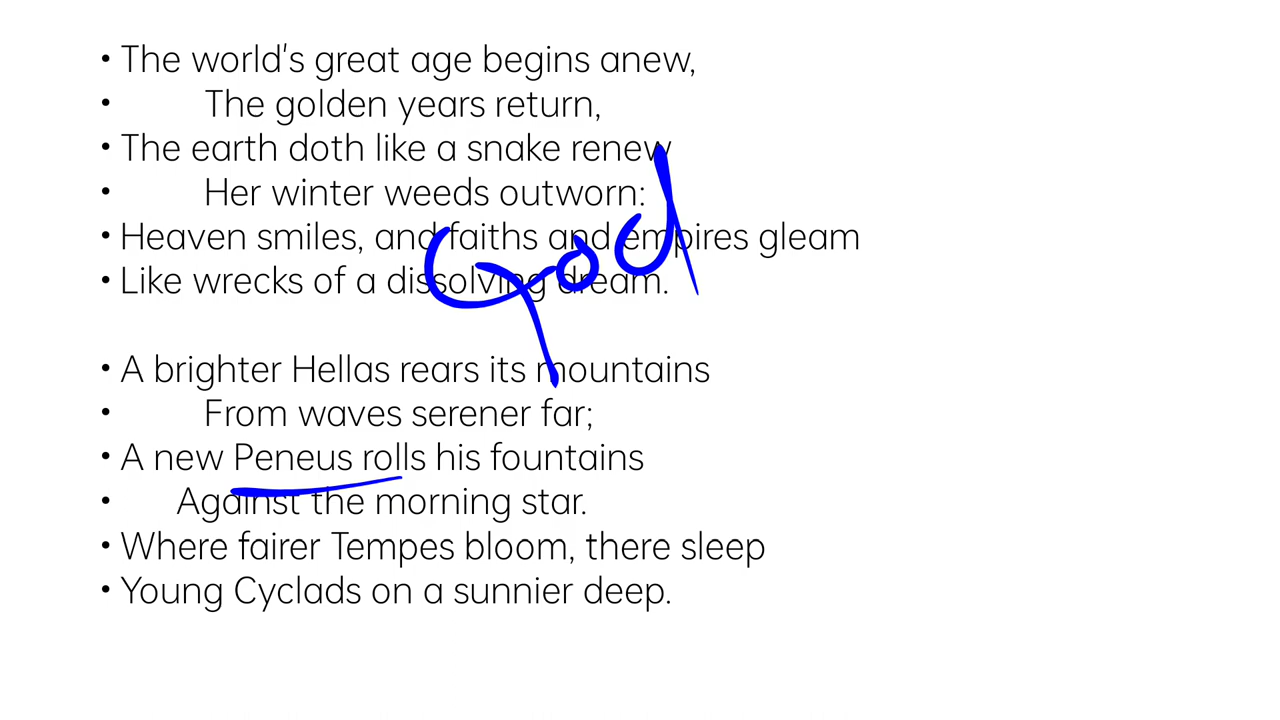 • The world's great age begins anew,
• The golden years return,
• The earth doth like a snake renew
• Her winter weeds outworn:
• Heaven smiles, and faiths and empires gleam
• Like wrecks of a dissolving dream.
God
• A brighter Hellas rears its mountains
• From waves serener far;
• A new Peneus rolls his fountains
• Against the morning star.
• Where fairer Tempes bloom, there sleep
• Young Cyclads on a sunnier deep.